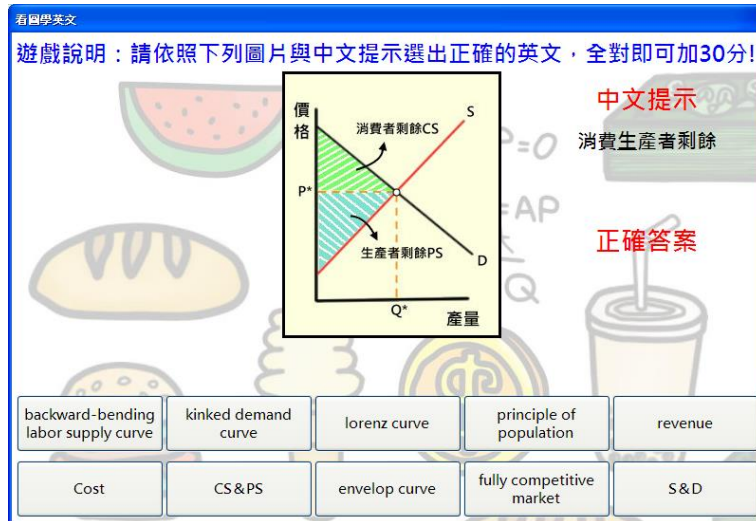 看圖學英文
遊戲說明：請依照下列圖片與中文提示選出正確的英文，全對即可加30分!
中文提示
消費生產者剩餘
正確答案
價格
消費者剩餘CS
S
P*
生產者剩餘PS
D
Q*
產量
P=0
=AP
Q
backward-bending
labor supply curve
kinked demand
curve
lorenz curve
principle of
population
revenue
Cost
CS&PS
envelop curve
fully competitive
market
S&D